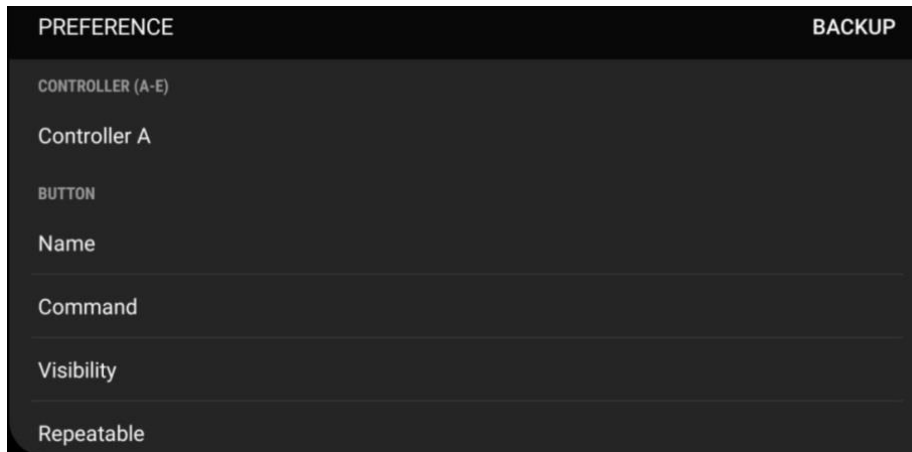 PREFERENCE BACKUP
CONTROLLER (A-E)
Controller A
BUTTON
Name
Command
Visibility
Repeatable